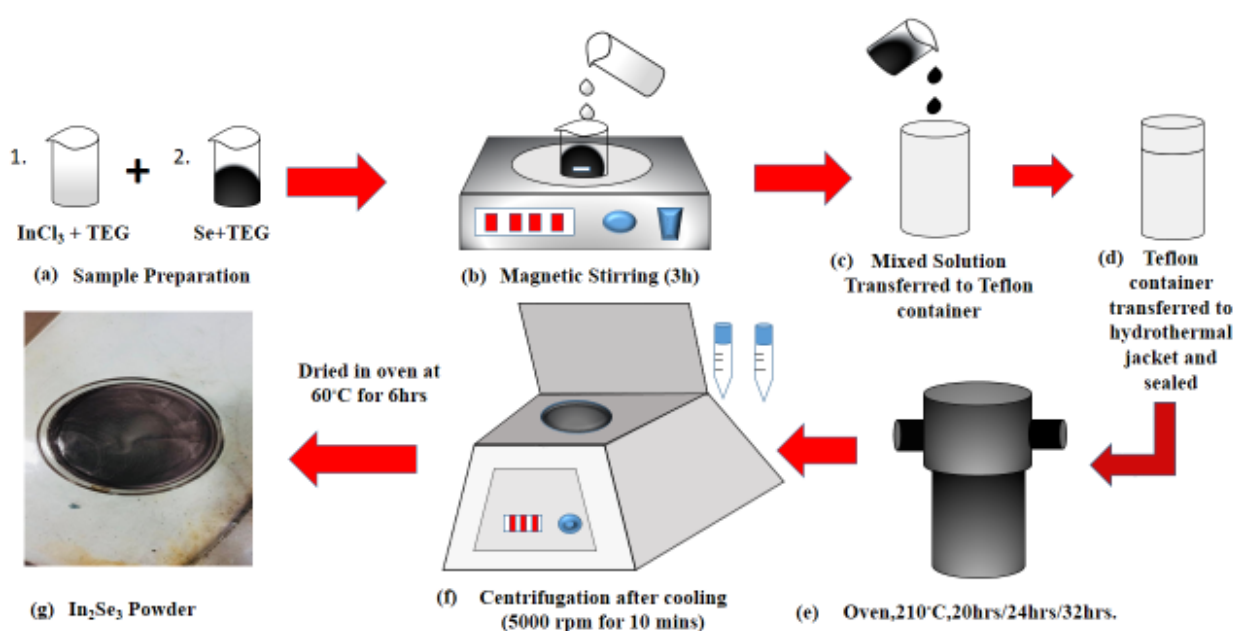 1.
2.
InCl₃ + TEG
Se+TEG
(a) Sample Preparation
(b) Magnetic Stirring (3h)
(c) Mixed Solution
Transferred to Teflon
container
(d) Teflon
container
transferred to
hydrothermal
jacket and
sealed
(e) Oven,210°C,20hrs/24hrs/32hrs.
(f) Centrifugation after cooling
(5000 rpm for 10 mins)
Dried in oven at
60°C for 6hrs
(g) In₂Se₃ Powder